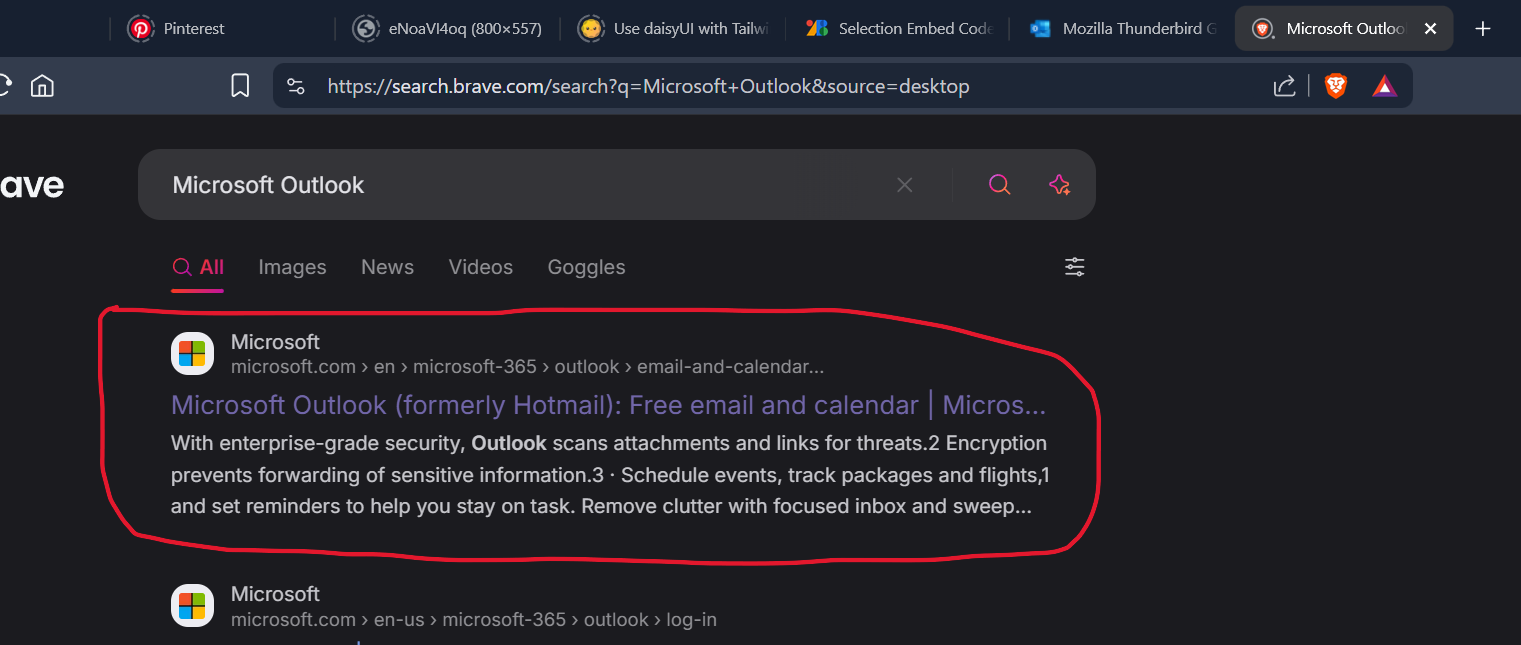 Pinterest
eNoaVl4oq (800×557)
Use daisyUI with Tailwi
Selection Embed Code
Mozilla Thunderbird G
Microsoft Outloo
https://search.brave.com/search?q=Microsoft+Outlook&source=desktop
ave
Microsoft Outlook
All
Images
News
Videos
Goggles
Microsoft
microsoft.com › en › microsoft-365 › outlook › email-and-calendar...
Microsoft Outlook (formerly Hotmail): Free email and calendar | Micros...
With enterprise-grade security, Outlook scans attachments and links for threats.2 Encryption
prevents forwarding of sensitive information.3 · Schedule events, track packages and flights,1
and set reminders to help you stay on task. Remove clutter with focused inbox and sweep...
Microsoft
microsoft.com › en-us › microsoft-365 › outlook › log-in